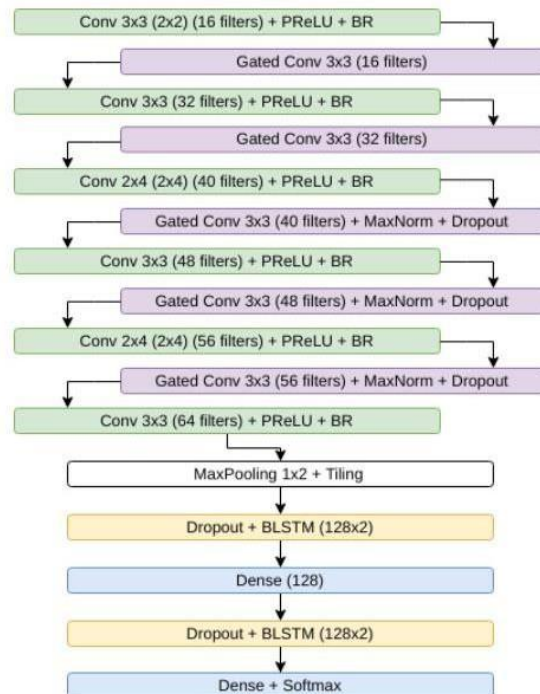 Conv 3x3 (2x2) (16 filters) + PReLU + BR
Gated Conv 3x3 (16 filters)
Conv 3x3 (32 filters) + PReLU + BR
Gated Conv 3x3 (32 filters)
Conv 2x4 (2x4) (40 filters) + PReLU + BR
Gated Conv 3x3 (40 filters) + MaxNorm + Dropout
Conv 3x3 (48 filters) + PReLU + BR
Gated Conv 3x3 (48 filters) + MaxNorm + Dropout
Conv 2x4 (2x4) (56 filters) + PReLU + BR
Gated Conv 3x3 (56 filters) + MaxNorm + Dropout
Conv 3x3 (64 filters) + PReLU + BR
MaxPooling 1x2 + Tiling
Dropout + BLSTM (128x2)
Dense (128)
Dropout + BLSTM (128x2)
Dense + Softmax